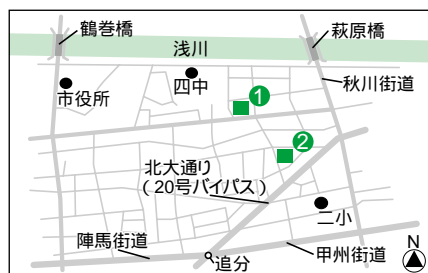 鶴巻橋
萩原橋
浅川
市役所
四中
秋川街道
1
2
北大通り
(20号バイパス)
二小
陣馬街道
追分
甲州街道
N